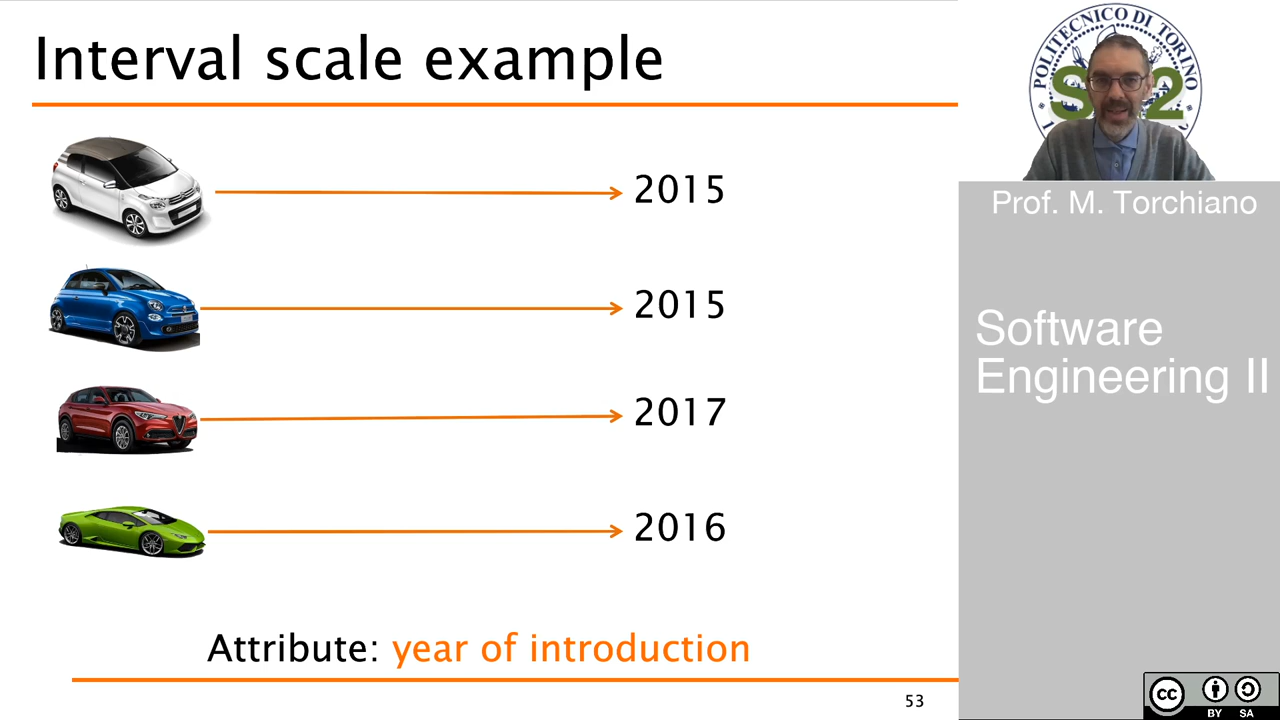 Interval scale example
2015
2015
2017
2016
Attribute: year of introduction
53
POLITECNICO DI TORINO
Prof. M. Torchiano
Software
Engineering II
cc
BY SA